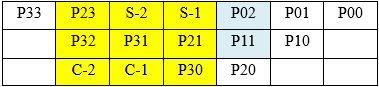 P33 P23 S-2 S-1 P02 P01 P00
P32 P31 P21 P11 P10
C-2 C-1 P30 P20